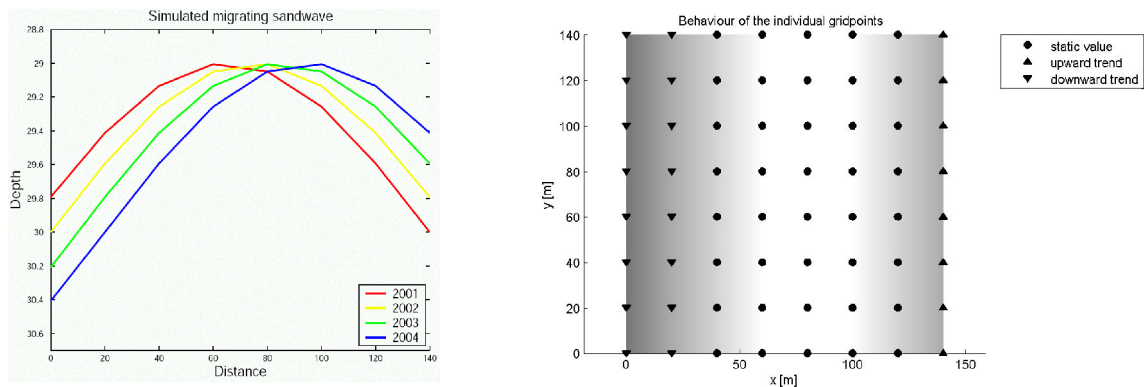 Simulated migrating sandwave
28.8
29
29.2
29.4
29.6
29.8
30
30.2
30.4
30.6
Depth
0 20 40 60 80 100 120 140
Distance
2001
2002
2003
2004
Behaviour of the individual gridpoints
140
120
100
80
60
40
20
0
y [m]
0 50 100 150
x [m]
static value
upward trend
downward trend